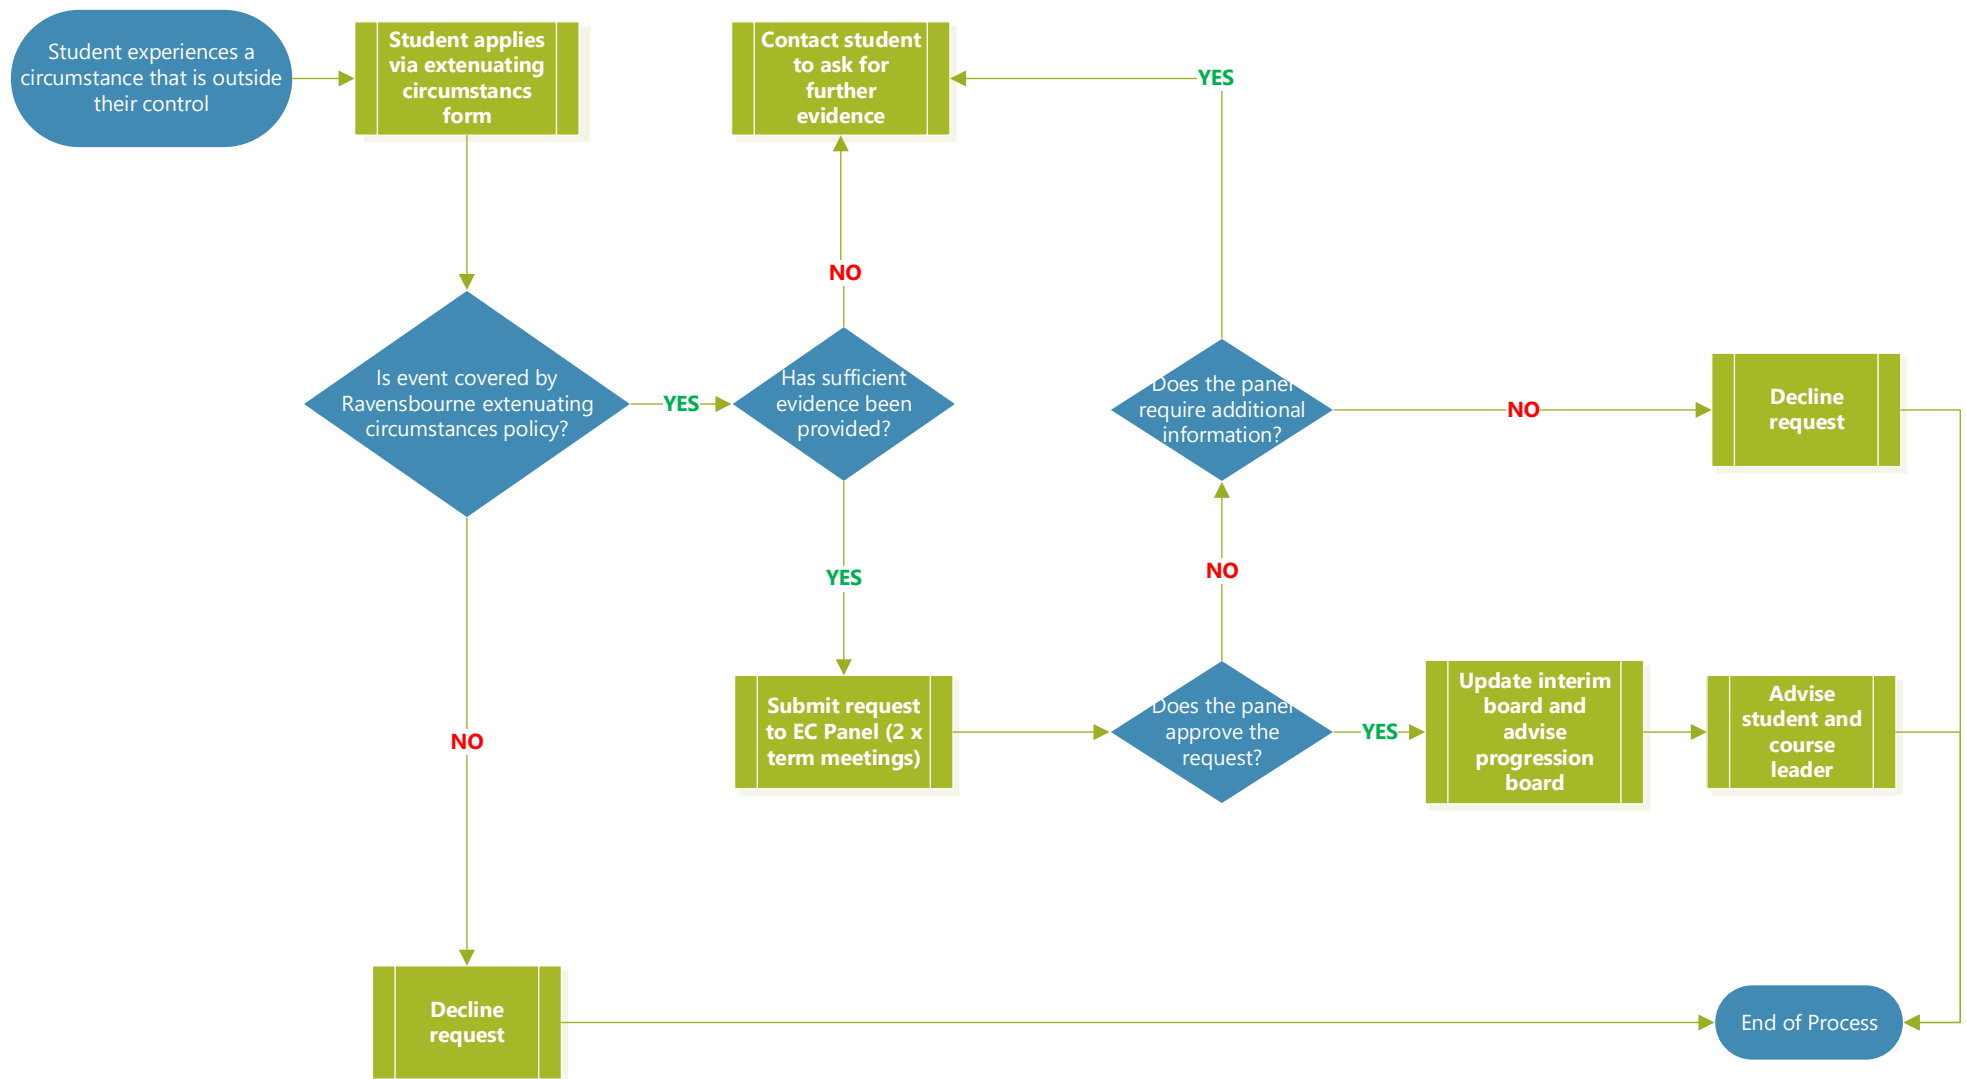 Student experiences a
circumstance that is outside
their control
Student applies
via extenuating
circumstancs
form
Contact student
to ask for
further
evidence
YES
NO
Is event covered by
Ravensbourne extenuating
circumstances policy?
YES
Has sufficient
evidence been
provided?
Does the panel
require additional
information?
NO
Decline
request
YES
NO
NO
Submit request
to EC Panel (2 x
term meetings)
Does the panel
approve the
request?
YES
Update interim
board and
advise
progression
board
Advise
student and
course
leader
Decline
request
End of Process